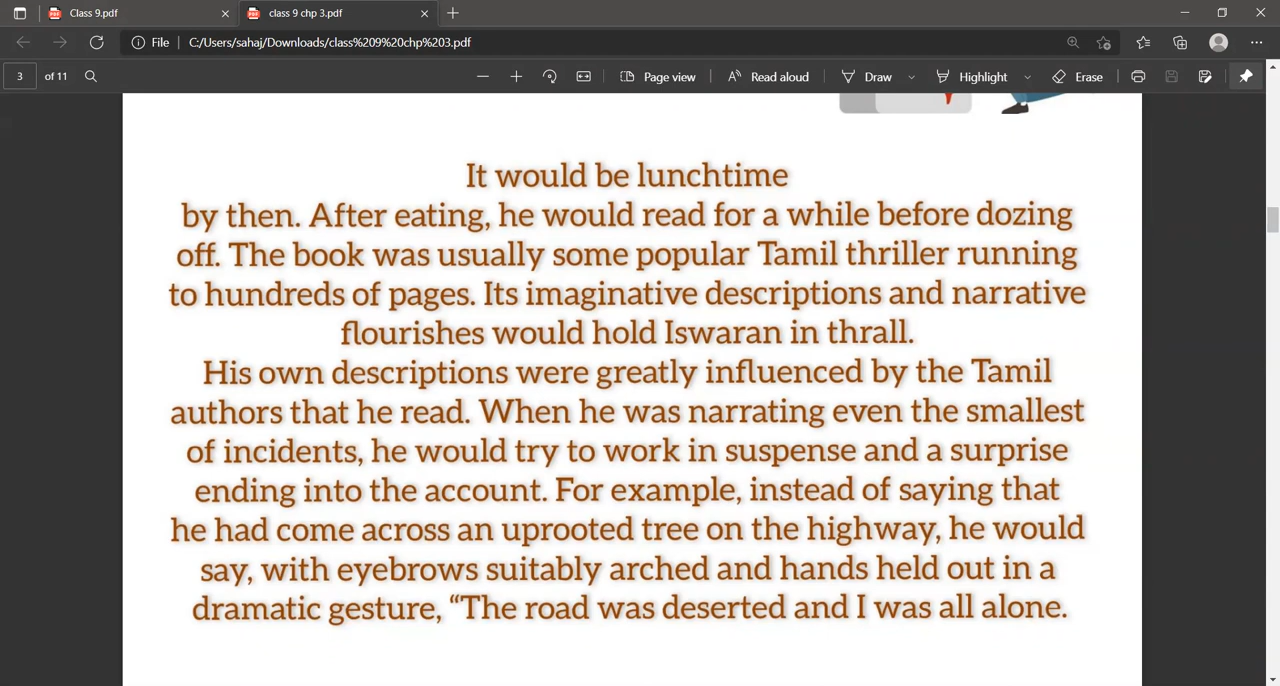 Class 9.pdf
class 9 chp 3.pdf
File C:/Users/sahaj/Downloads/class%209%20chp%203.pdf
3 of 11 Page view Read aloud Draw Highlight Erase
It would be lunchtime
by then. After eating, he would read for a while before dozing
off. The book was usually some popular Tamil thriller running
to hundreds of pages. Its imaginative descriptions and narrative
flourishes would hold Iswaran in thrall.
His own descriptions were greatly influenced by the Tamil
authors that he read. When he was narrating even the smallest
of incidents, he would try to work in suspense and a surprise
ending into the account. For example, instead of saying that
he had come across an uprooted tree on the highway, he would
say, with eyebrows suitably arched and hands held out in a
dramatic gesture, “The road was deserted and I was all alone.